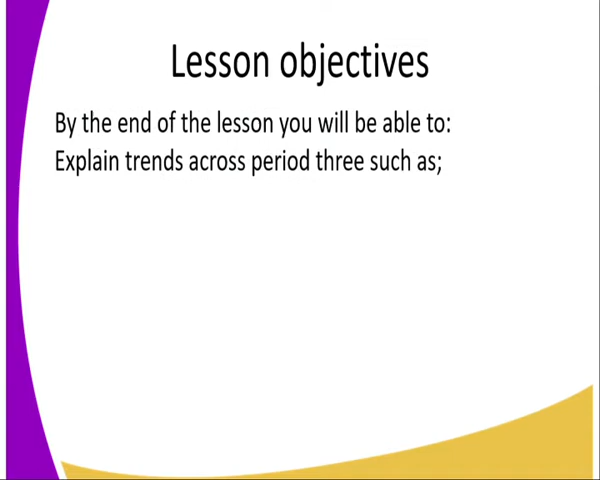 Lesson objectives
By the end of the lesson you will be able to:
Explain trends across period three such as;